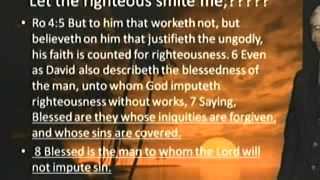 Let the righteous smite me,?????
• Ro 4:5 But to him that worketh not, but
believeth on him that justifieth the ungodly,
his faith is counted for righteousness. 6 Even
as David also describeth the blessedness of
the man, unto whom God imputeth
righteousness without works, 7 Saying,
Blessed are they whose iniquities are forgiven,
and whose sins are covered.
• 8 Blessed is the man to whom the Lord will
not impute sin.